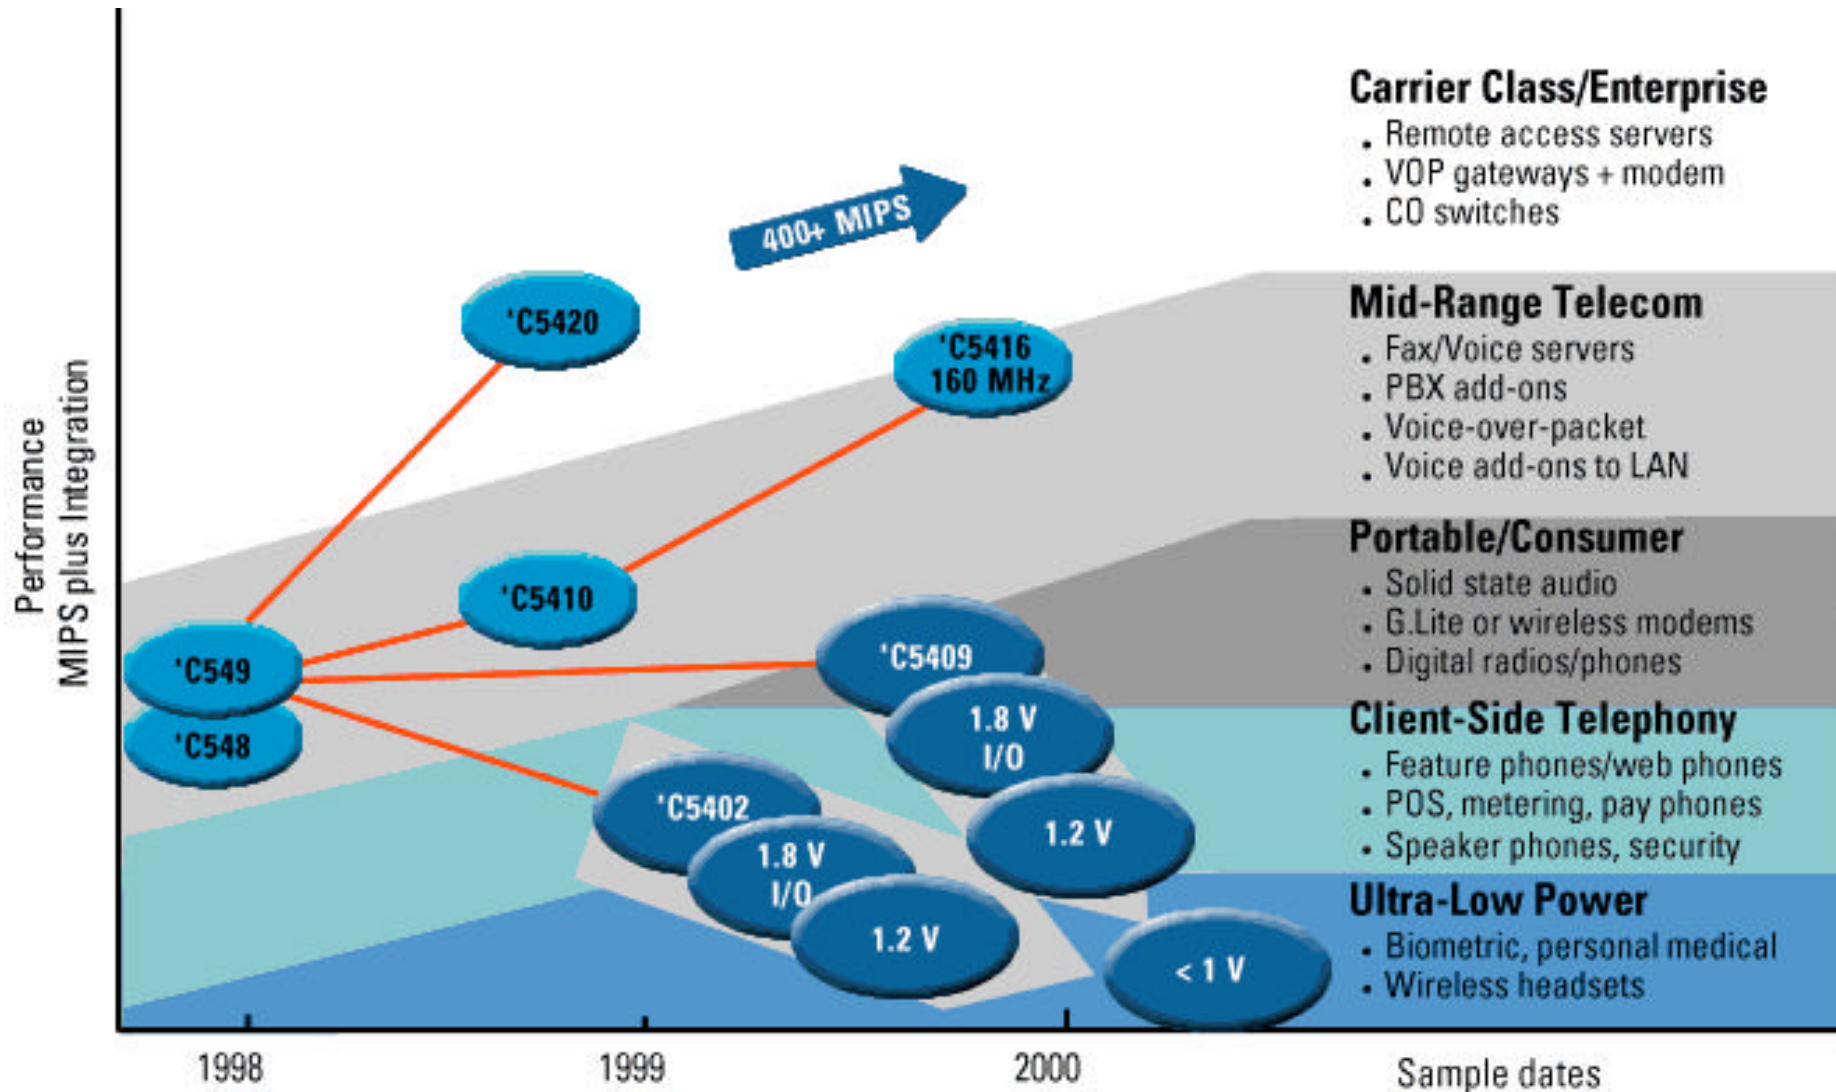 Carrier Class/Enterprise
. Remote access servers
. VOP gateways + modem
. CO switches
400+ MIPS
Mid-Range Telecom
. Fax/Voice servers
. PBX add-ons
. Voice-over-packet
. Voice add-ons to LAN
Portable/Consumer
• Solid state audio
• G.Lite or wireless modems
• Digital radios/phones
Client-Side Telephony
• Feature phones/web phones
• POS, metering, pay phones
• Speaker phones, security
Ultra-Low Power
• Biometric, personal medical
• Wireless headsets
'C5420
'C5416
160 MHz
'C5410
'C549
'C548
'C5409
1.8 V
I/O
1.2 V
'C5402
1.8 V
I/O
1.2 V
< 1 V
Performance
MIPS plus Integration
1998
1999
2000
Sample dates